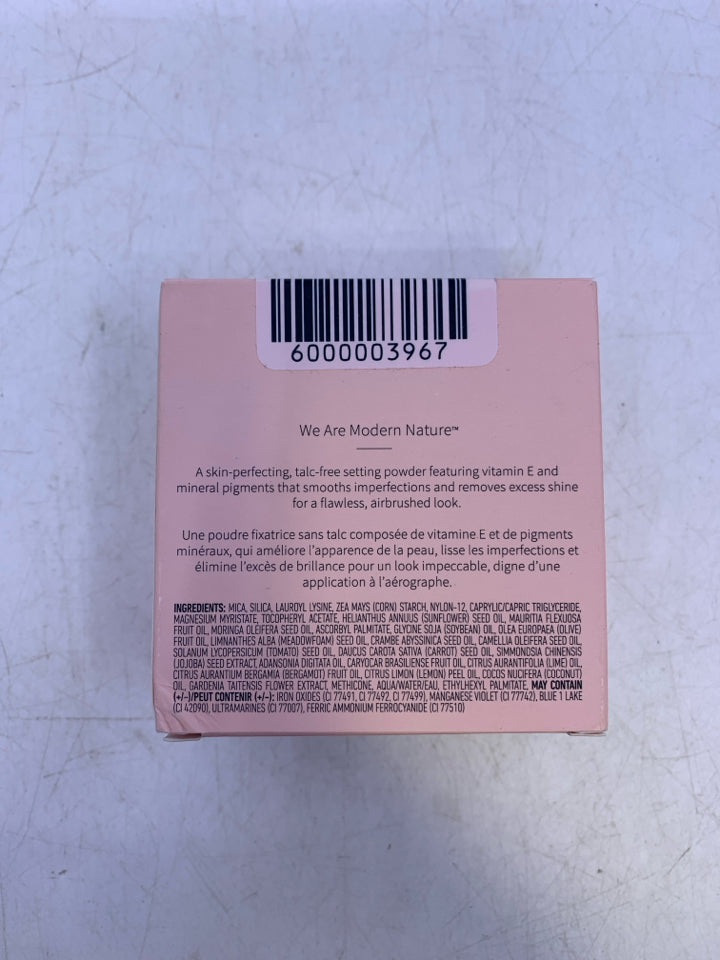 6000003967
We Are Modern Nature™
A skin-perfecting, talc-free setting powder featuring vitamin E and
mineral pigments that smooths imperfections and removes excess shine
for a flawless, airbrushed look.
Une poudre fixatrice sans talc composée de vitamine E et de pigments
minéraux, qui améliore l'apparence de la peau, lisse les imperfections et
élimine l'excès de brillance pour un look impeccable, digne d'une
application à l'aérographe.
INGREDIENTS: MICA, SILICA, LAUROYL LYSINE, ZEA MAYS (CORN) STARCH, NYLON-12, CAPRYLIC/CAPRIC TRIGLYCERIDE,
MAGNESIUM MYRISTATE, TOCOPHERYL ACETATE, HELIANTHUS ANNUUS (SUNFLOWER) SEED OIL, MAURITIA FLEXUOSA
FRUIT OIL, MORINGA OLEIFERA SEED OIL, ASCORBYL PALMITATE, GLYCINE SOJA (SOYBEAN) OIL, OLEA EUROPAEA (OLIVE)
FRUIT OIL, LIMNANTHES ALBA (MEADOWFOAM) SEED OIL, CRAMBE ABYSSINICA SEED OIL, CAMELLIA OLEIFERA SEED OIL,
SOLANUM LYCOPERSICUM (TOMATO) SEED OIL, DAUCUS CAROTA SATIVA (CARROT) SEED OIL, SIMMONDSIA CHINENSIS
(JOJOBA) SEED EXTRACT, ADANSONIA DIGITATA OIL, CARYOCAR BRASILIENSE FRUIT OIL, CITRUS AURANTIFOLIA (LIME) OIL,
CITRUS AURANTIUM BERGAMIA (BERGAMOT) FRUIT OIL, CITRUS LIMON (LEMON) PEEL OIL, COCOS NUCIFERA (COCONUT)
OIL, GARDENIA TAITENSIS FLOWER EXTRACT, METHICONE, AQUA/WATER/EAU, ETHYLHEXYL PALMITATE, MAY CONTAIN
(+/-)/PEUT CONTENIR (+/-): IRON OXIDES (CI 77491, CI 77492, CI 77499), MANGANESE VIOLET (CI 77742), BLUE 1 LAKE
(CI 42090), ULTRAMARINES (CI 77007), FERRIC AMMONIUM FERROCYANIDE (CI 77510)